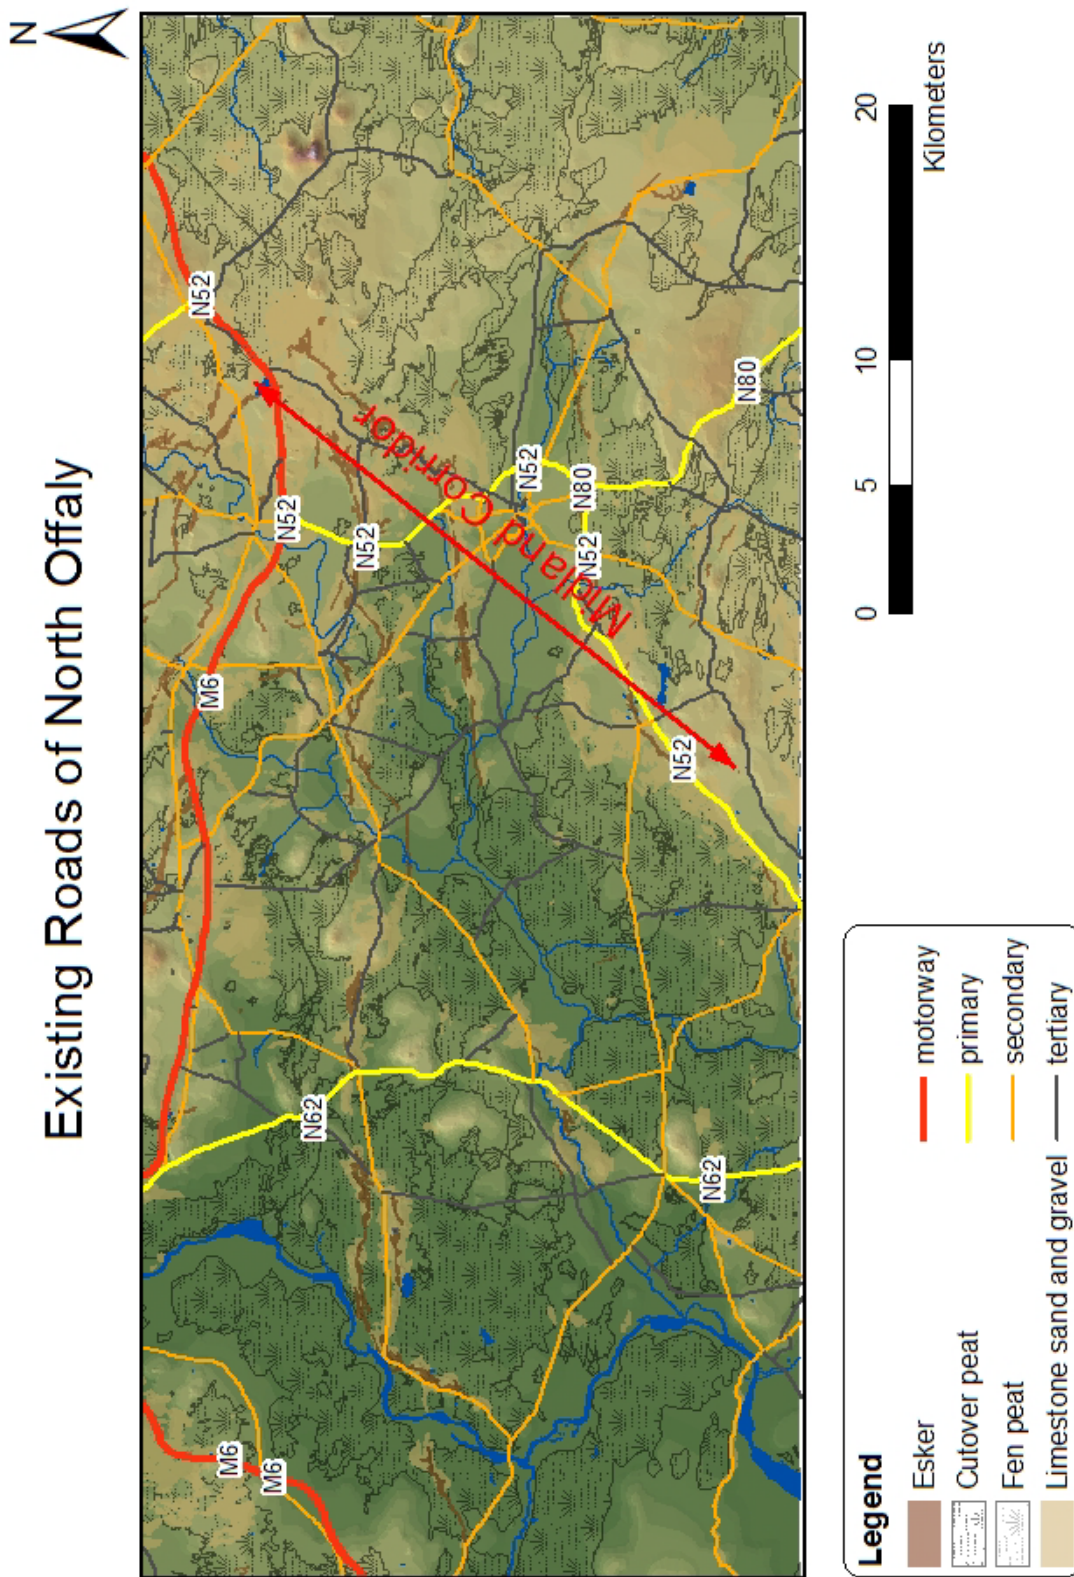 Existing Roads of North Offaly
N
M6
M6
N62
N62
M6
N52
N52
N52
N52
N52
N80
N52
N80
Midland Corridor
Legend
Esker
Cutover peat
Fen peat
Limestone sand and gravel
motorway
primary
secondary
tertiary
0
5
10
20
Kilometers